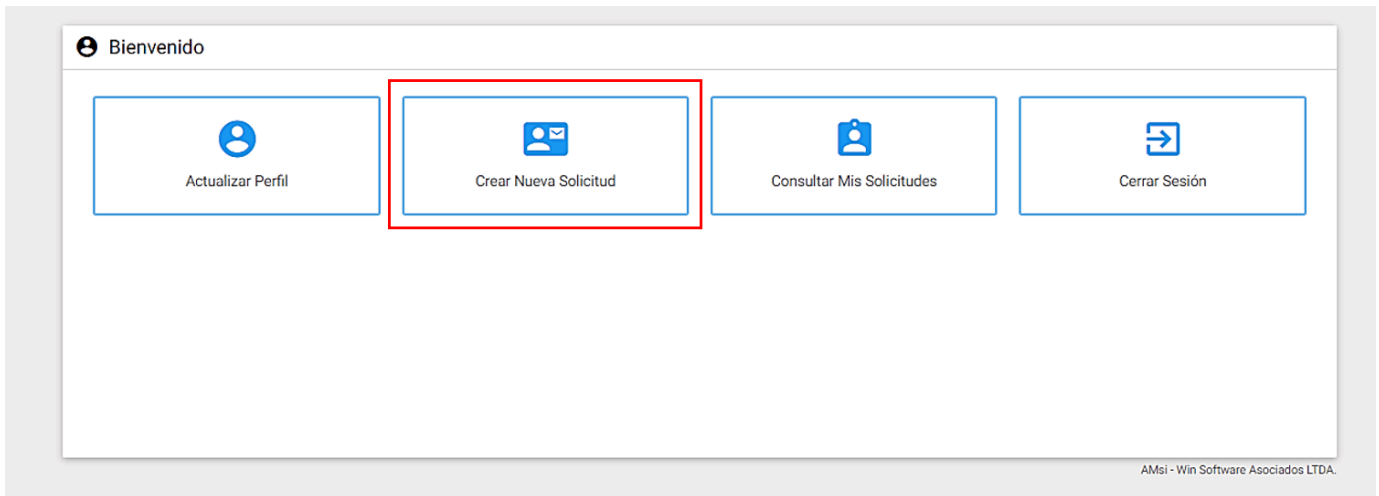 Bienvenido
Actualizar Perfil
Crear Nueva Solicitud
Consultar Mis Solicitudes
Cerrar Sesión
AMsi - Win Software Asociados LTDA.